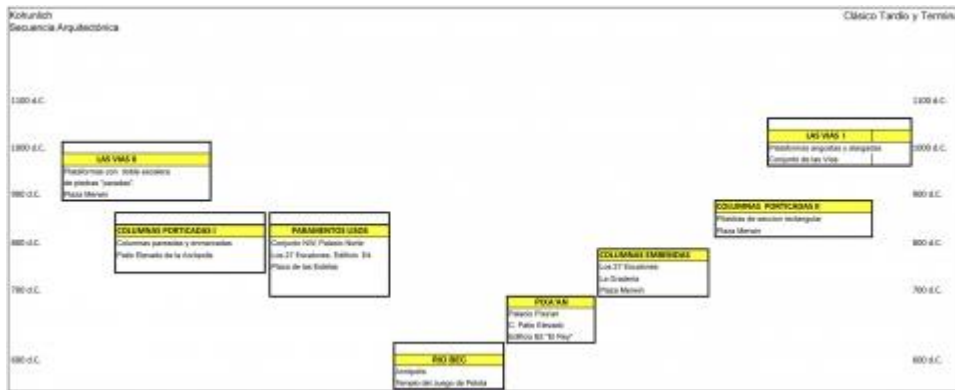 Kohunlich
Secuencia Arquitectónica
Clásico Tardío y Termina
1100 d.C.
1100 d.C.
1000 d.C.
1000 d.C.
900 d.C.
900 d.C.
800 d.C.
800 d.C.
700 d.C.
700 d.C.
600 d.C.
600 d.C.
LAS VIAS II
Plataformas con doble escalera
de piedras "paradas"
Plaza Merwin
COLUMNAS PORTICADAS I
Columnas pareadas y enmarcadas
Patio Elevado de la Acrópolis
PARAMENTOS LISOS
Conjunto NW Palacio Norte
Los 27 Escalones: Edificio E4
Plaza de las Estelas
RIO BEC
Acrópolis
Templo del Juego de Pelota
PIXA'AN
Palacio Pixa'an
C. Patio Elevado
Edificio E2 "El Rey"
COLUMNAS EMBEBIDAS
Los 27 Escalones
La Gradería
Plaza Merwin
COLUMNAS PORTICADAS II
Pilastras de seccion rectangular
Plaza Merwin
LAS VIAS I
Plataformas angostas y alargadas
Conjunto de las Vías